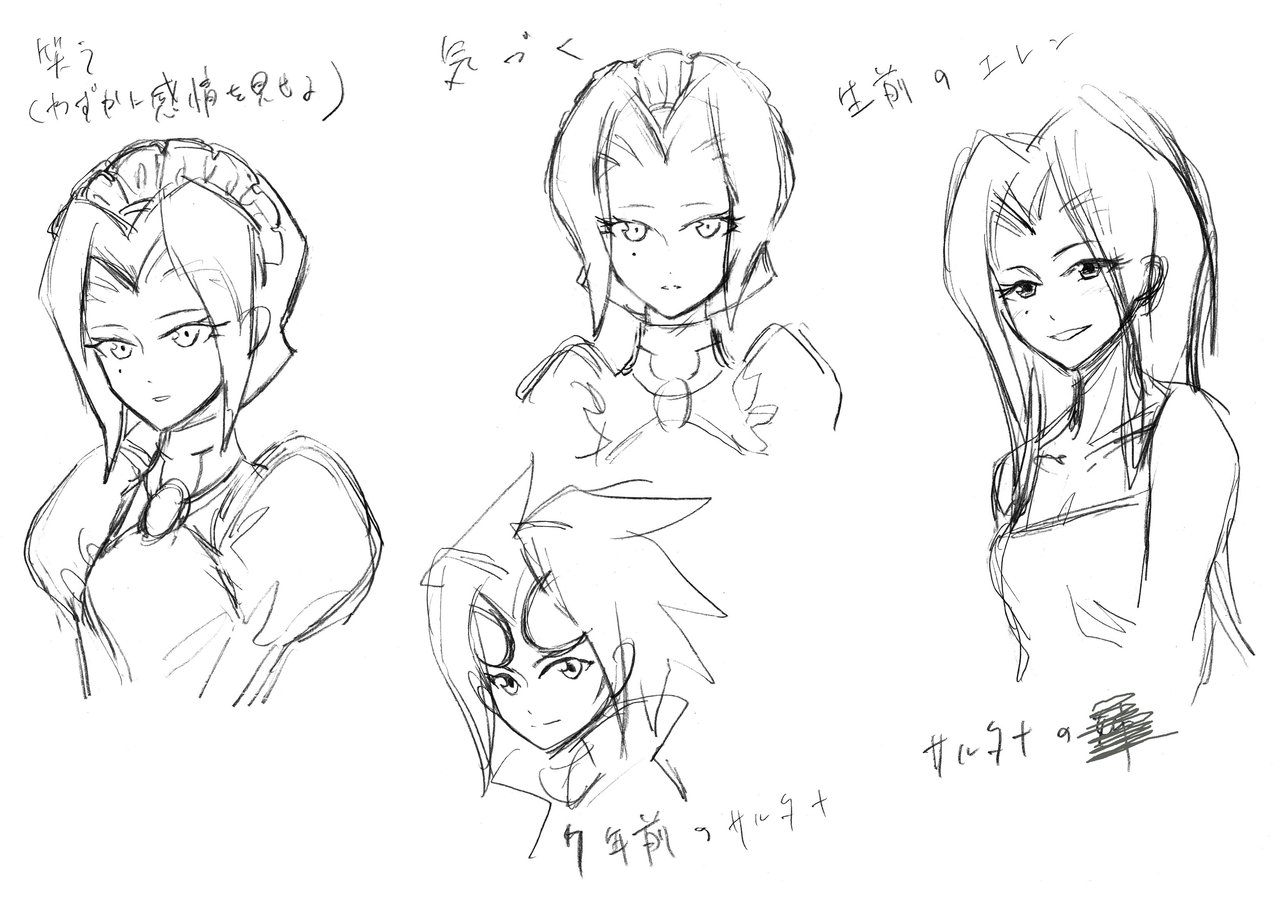 笑う
(わずかに感情を見せる)
気づく
生前のエレン
サルタナの
7年前のサルタナ